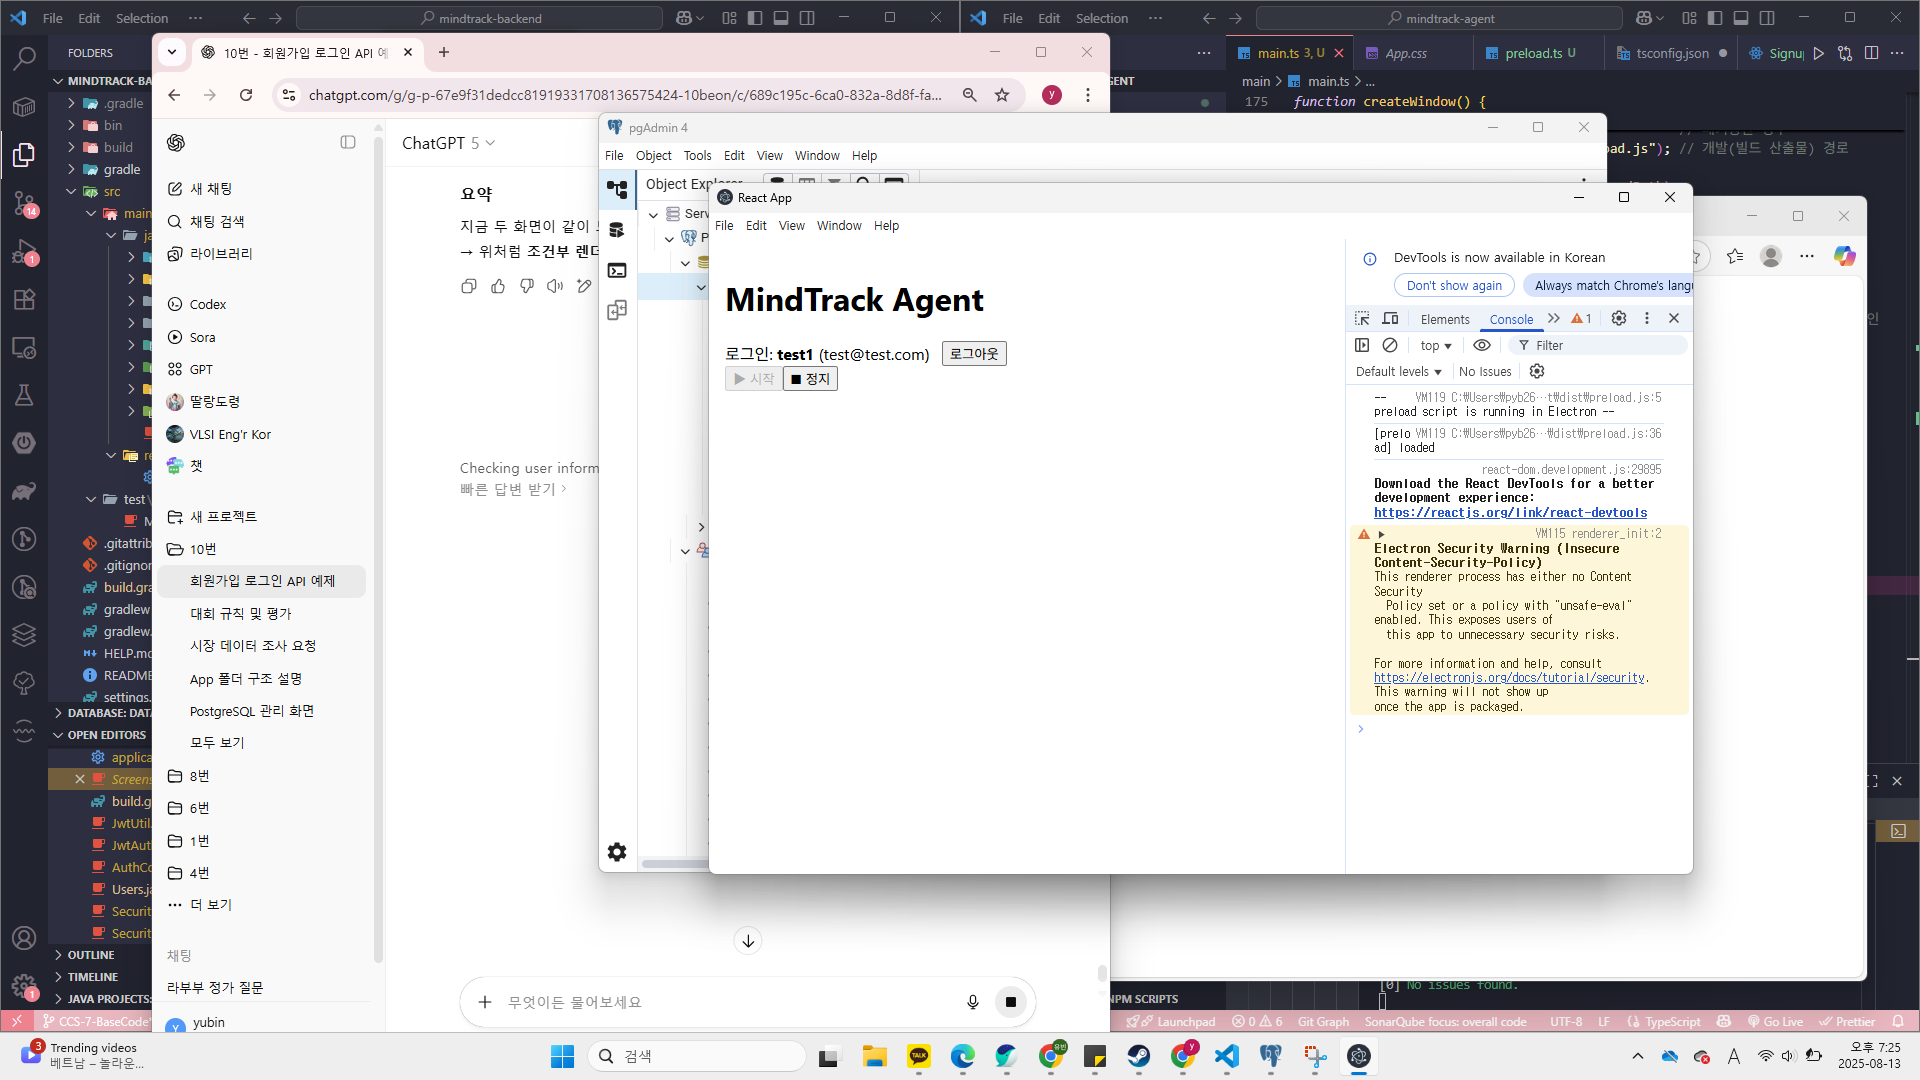 File Edit Selection
mindtrack-backend
File Edit Selection
mindtrack-agent
FOLDERS
MINDTRACK-BA
.gradle
bin
build
gradle
src
main
test
.gitattrib
.gitignor
build.gra
gradlew
gradlew.
HELP.md
README
settings.
DATABASE: DATA
OPEN EDITORS
applica
Screens
build.g
JwtUtil.
JwtAut
AuthCo
Users.ja
Securit
Securit
OUTLINE
TIMELINE
JAVA PROJECTS:
14
1
1
10번 - 회원가입 로그인 API 예
chatgpt.com/g/g-p-67e9f31dedcc81919331708136575424-10beon/c/689c195c-6ca0-832a-8d8f-fa...
y
ChatGPT 5
새 채팅
채팅 검색
라이브러리
Codex
Sora
GPT
딸랑도령
VLSI Eng'r Kor
챗
새 프로젝트
10번
회원가입 로그인 API 예제
대회 규칙 및 평가
시장 데이터 조사 요청
App 폴더 구조 설명
PostgreSQL 관리 화면
모두 보기
8번
6번
1번
4번
더 보기
채팅
라부부 정가 질문
yubin
요약
지금 두 화면이 같이
→ 위처럼 조건부 렌더
Checking user inform
빠른 답변 받기
무엇이든 물어보세요
pgAdmin 4
File Object Tools Edit View Window Help
Object Explorer
Serv
P
React App
File Edit View Window Help
MindTrack Agent
로그인: test1 (test@test.com) 로그아웃
▶ 시작 ■ 정지
DevTools is now available in Korean
Don't show again Always match Chrome's langu
Elements Console 1
top Filter
Default levels No Issues
-- VM119 C:₩Users₩pyb26…t₩dist₩preload.js:5
preload script is running in Electron --
[prelo VM119 C:₩Users₩pyb26…₩dist₩preload.js:36
ad] loaded
react-dom.development.js:29895
Download the React DevTools for a better
development experience:
https://reactjs.org/link/react-devtools
VM115 renderer_init:2
Electron Security Warning (Insecure
Content-Security-Policy)
This renderer process has either no Content
Security
Policy set or a policy with "unsafe-eval"
enabled. This exposes users of
this app to unnecessary security risks.
For more information and help, consult
https://electronjs.org/docs/tutorial/security.
This warning will not show up
once the app is packaged.
main.ts 3, U
App.css
preload.ts U
tsconfig.json
Signup
GENT
main > main.ts > ...
175 function createWindow() {
oad.js"); // 개발(빌드 산출물) 경로
NPM SCRIPTS
[0] No issues found.
CCS-7-BaseCode
Launchpad
0 6
Git Graph
SonarQube focus: overall code
UTF-8
LF
TypeScript
Go Live
Prettier
3
Trending videos
베트남 – 놀라운...
검색
오후 7:25
2025-08-13